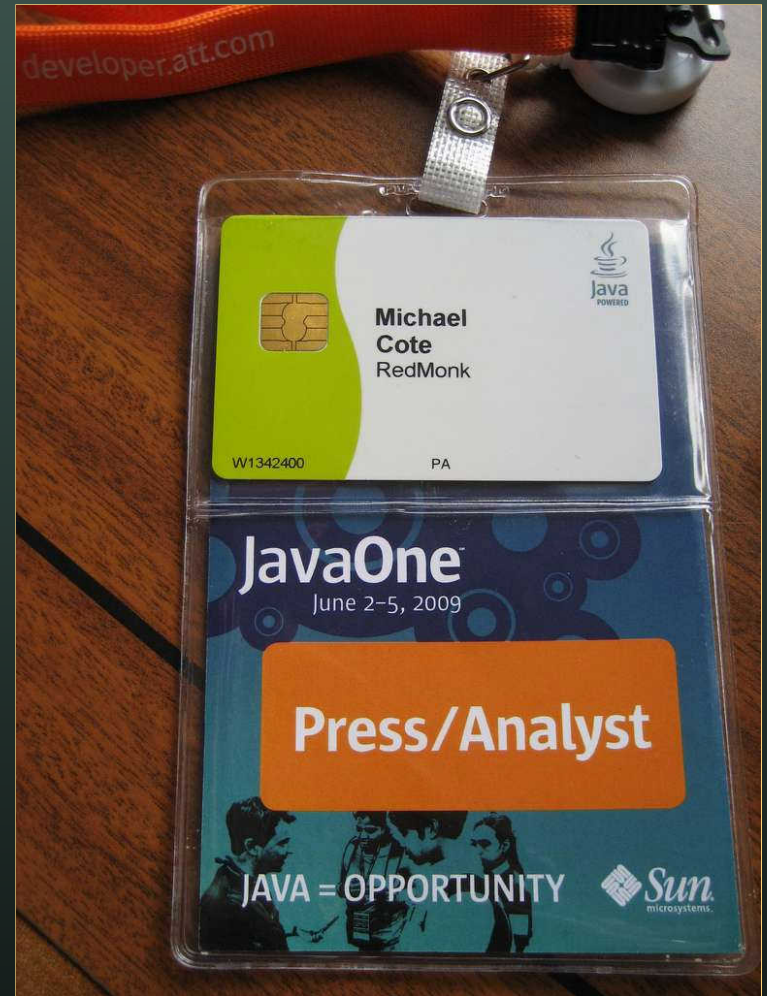 developer.att.com
Java
POWERED
Michael
Cote
RedMonk
W1342400 PA
JavaOne
June 2–5, 2009
Press/Analyst
JAVA = OPPORTUNITY
Sun
microsystems